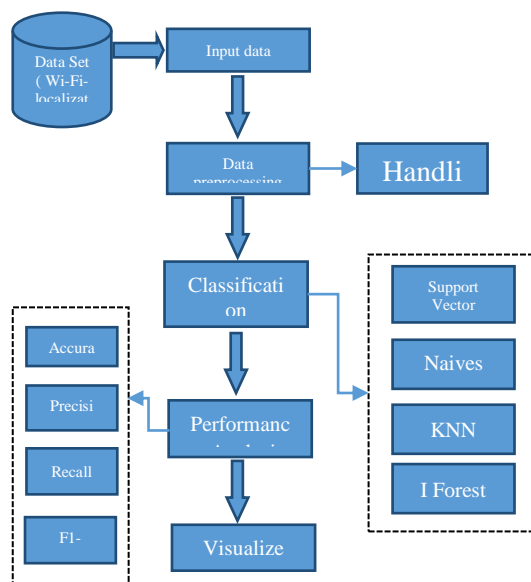 Data Set
( Wi-Fi-
localizat
Input data
Data
preprocessing
Handli
Classificati
on
Support
Vector
Naives
KNN
I Forest
Performanc
Accura
Precisi
Recall
F1-
Visualize